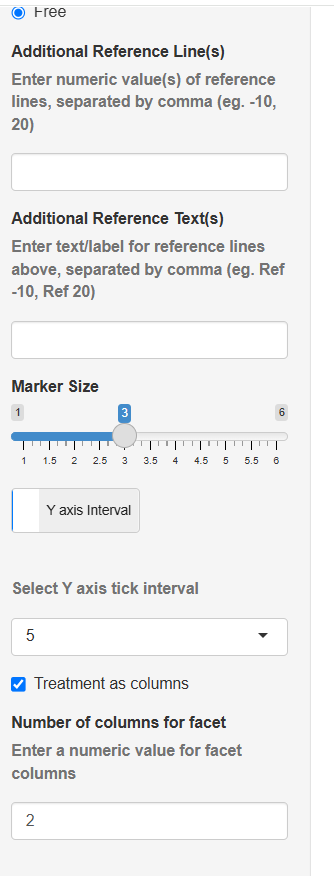 Free
Additional Reference Line(s)
Enter numeric value(s) of reference
lines, separated by comma (eg. -10,
20)
Additional Reference Text(s)
Enter text/label for reference lines
above, separated by comma (eg. Ref
-10, Ref 20)
Marker Size
1 3 6
1 1.5 2 2.5 3 3.5 4 4.5 5 5.5 6
Y axis Interval
Select Y axis tick interval
5
Treatment as columns
Number of columns for facet
Enter a numeric value for facet
columns
2